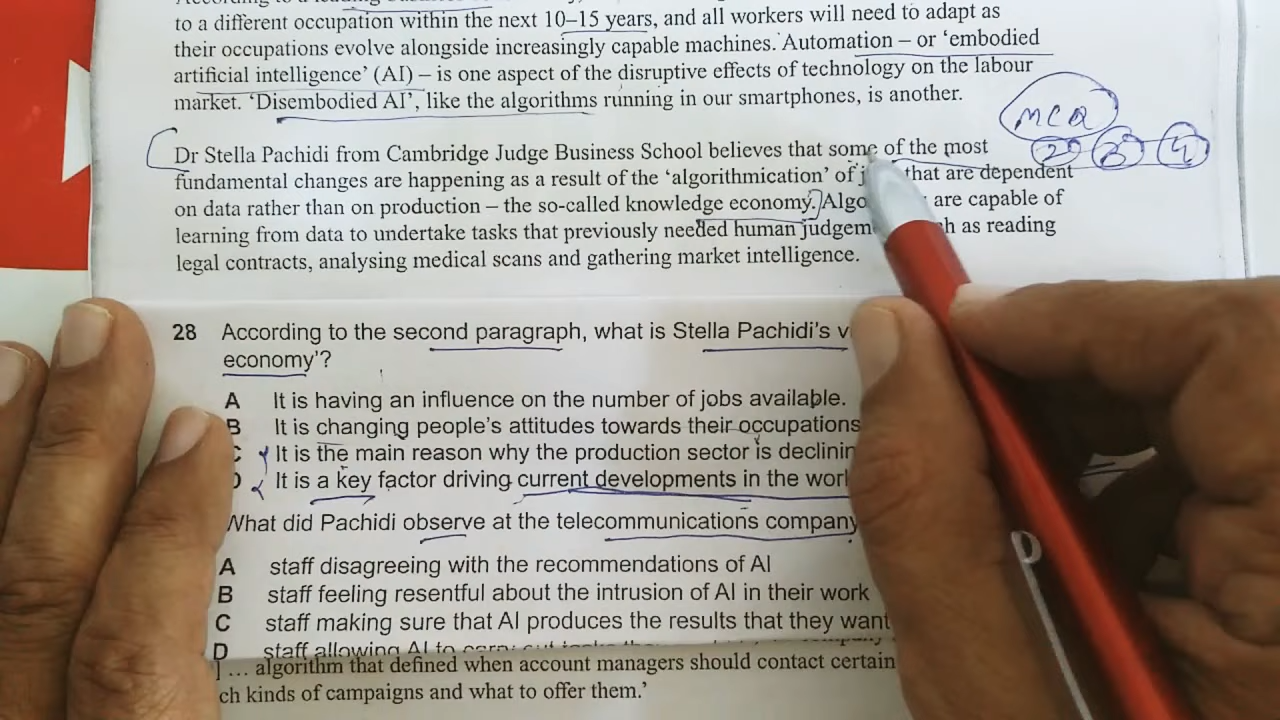 to a different occupation within the next 10–15 years, and all workers will need to adapt as
their occupations evolve alongside increasingly capable machines. Automation – or ‘embodied
artificial intelligence’ (AI) – is one aspect of the disruptive effects of technology on the labour
market. ‘Disembodied AI’, like the algorithms running in our smartphones, is another.
MCQ
Dr Stella Pachidi from Cambridge Judge Business School believes that some of the most
fundamental changes are happening as a result of the ‘algorithmication’ of that are dependent
on data rather than on production – the so-called knowledge economy. Algo are capable of
learning from data to undertake tasks that previously needed human judgem as reading
legal contracts, analysing medical scans and gathering market intelligence.
28 According to the second paragraph, what is Stella Pachidi’s
economy’?
A It is having an influence on the number of jobs available.
B It is changing people’s attitudes towards their occupations
It is the main reason why the production sector is declinin
It is a key factor driving current developments in the
What did Pachidi observe at the telecommunications company
A staff disagreeing with the recommendations of AI
B staff feeling resentful about the intrusion of AI in their work
C staff making sure that AI produces the results that they want
D staff allowing AI to
… algorithm that defined when account managers should contact certain
ch kinds of campaigns and what to offer them.’